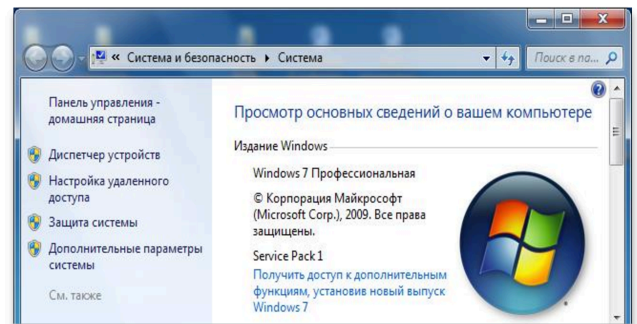 « Система и безопасность ▸ Система
Поиск в па...
Панель управления -
домашняя страница
Диспетчер устройств
Настройка удаленного
доступа
Защита системы
Дополнительные параметры
системы
См. также
Просмотр основных сведений о вашем компьютере
Издание Windows
Windows 7 Профессиональная
© Корпорация Майкрософт
(Microsoft Corp.), 2009. Все права
защищены.
Service Pack 1
Получить доступ к дополнительным
функциям, установив новый выпуск
Windows 7